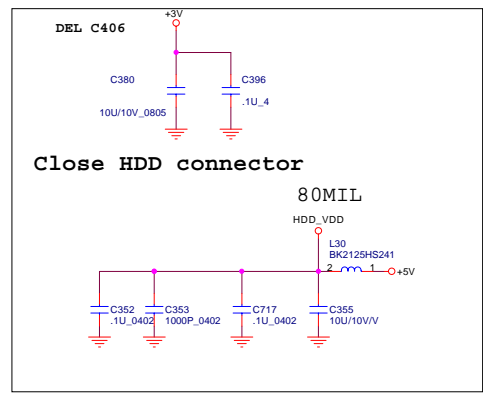 +3V
DEL C406
C380
C396
10U/10V_0805
.1U_4
Close HDD connector
80MIL
HDD_VDD
L30
BK2125HS241
2 1
+5V
C352
C353
C717
C355
.1U_0402
1000P_0402
.1U_0402
10U/10V/V